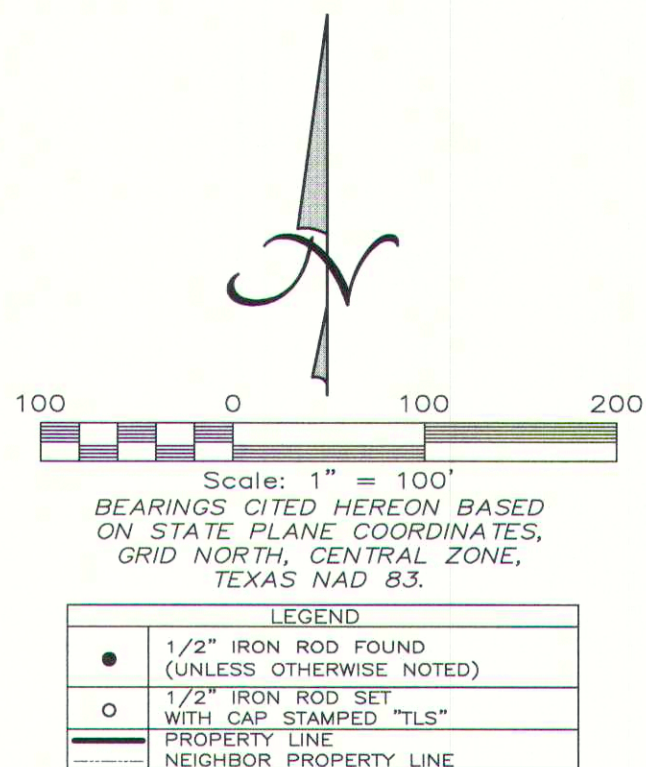 N
100 0 100 200
Scale: 1" = 100'
BEARINGS CITED HEREON BASED
ON STATE PLANE COORDINATES,
GRID NORTH, CENTRAL ZONE,
TEXAS NAD 83.
LEGEND
1/2" IRON ROD FOUND
(UNLESS OTHERWISE NOTED)
1/2" IRON ROD SET
WITH CAP STAMPED "TLS"
PROPERTY LINE
NEIGHBOR PROPERTY LINE